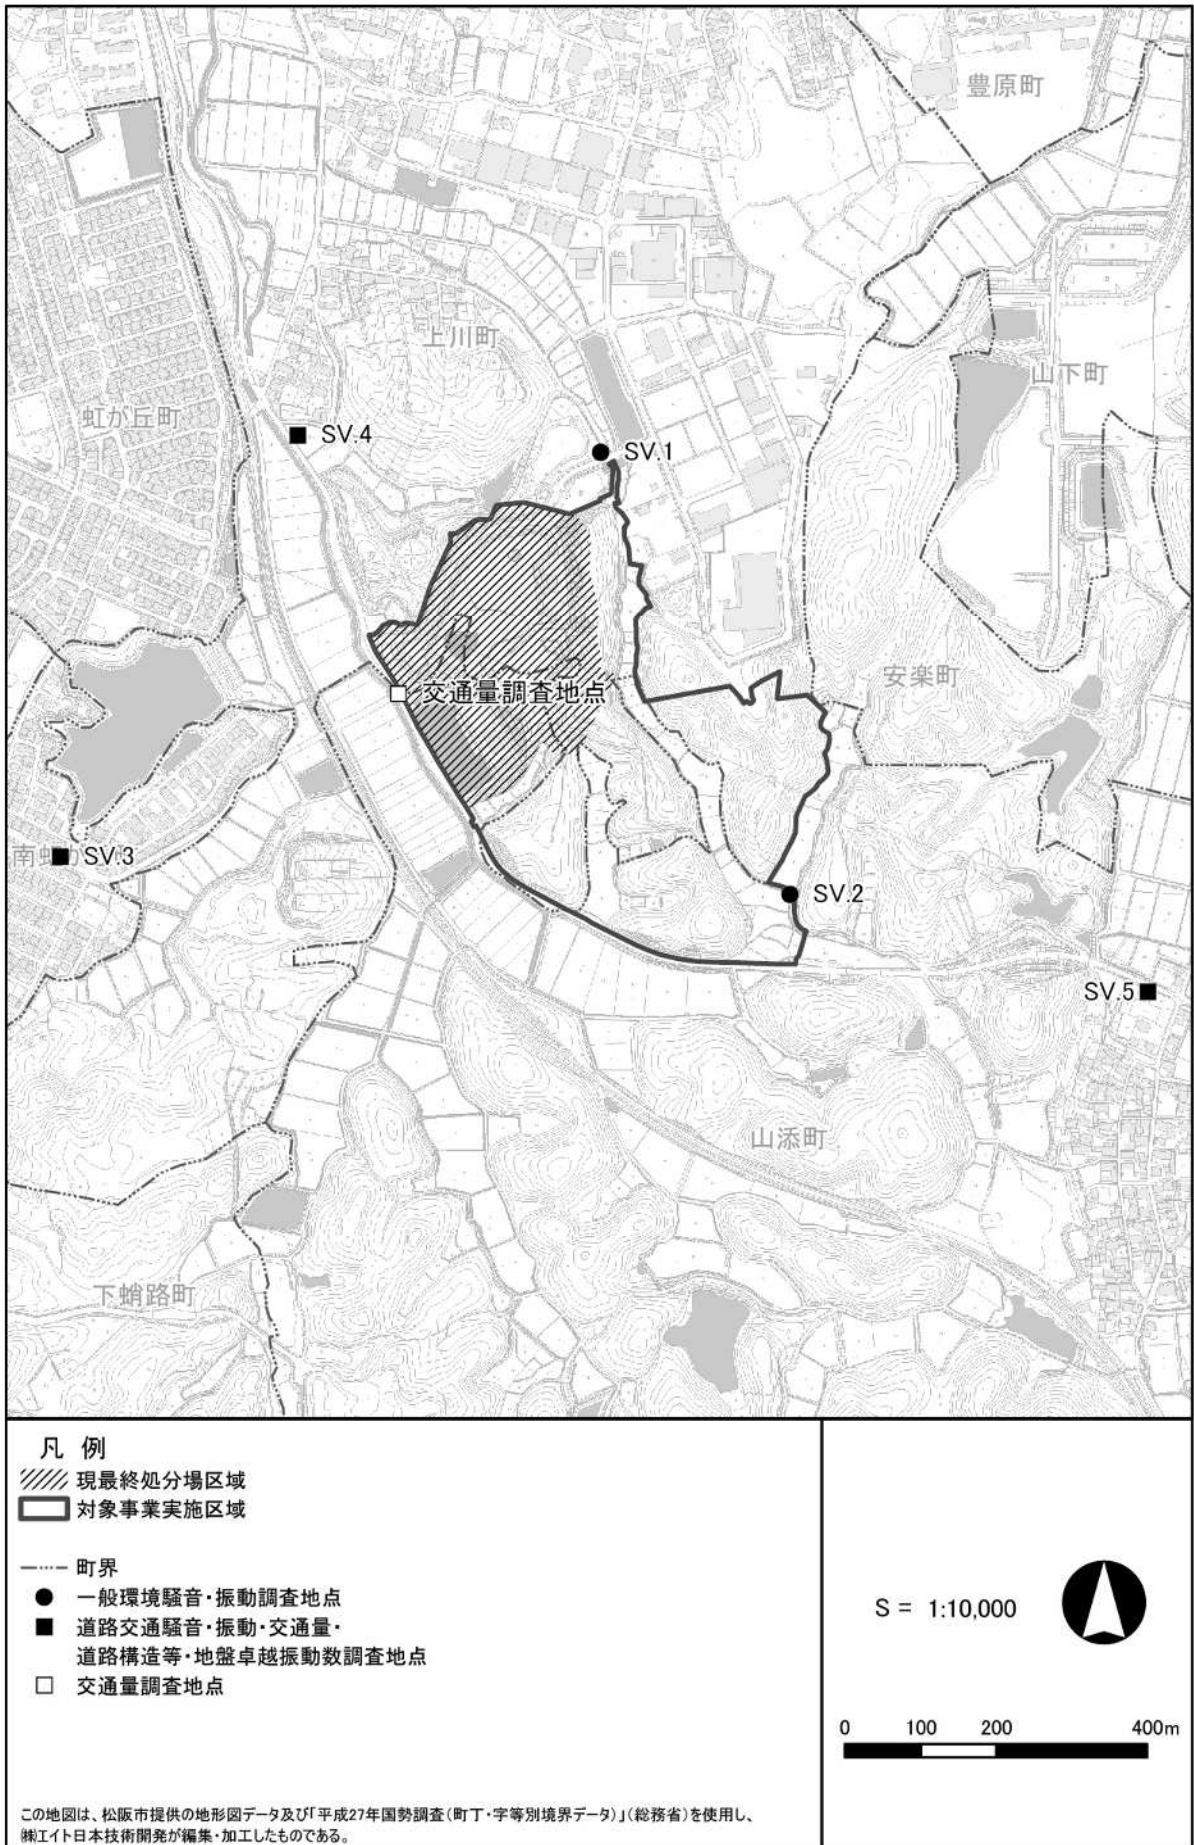 豊原町
上川町
山下町
虹が丘町
SV.4
SV.1
安楽町
交通量調査地点
SV.3
SV.2
SV.5
山添町
下蛸路町
凡 例
現最終処分場区域
対象事業実施区域
町界
一般環境騒音・振動調査地点
道路交通騒音・振動・交通量・
道路構造等・地盤卓越振動数調査地点
交通量調査地点
S = 1:10,000
0 100 200 400m
この地図は、松阪市提供の地形図データ及び「平成27年国勢調査(町丁・字等別境界データ)」(総務省)を使用し、
㈱エイト日本技術開発が編集・加工したものである。